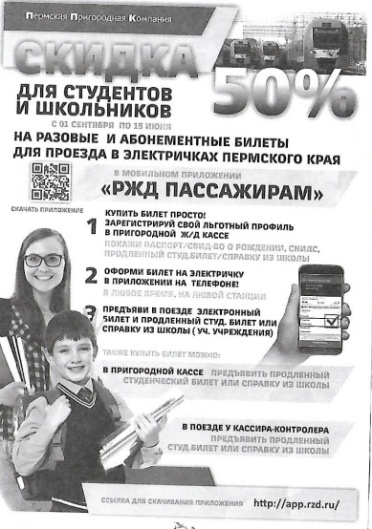 Пермская Пригородная Компания
СКИДКА
50%
ДЛЯ СТУДЕНТОВ
И ШКОЛЬНИКОВ
С 01 СЕНТЯБРЯ ПО 15 ИЮНЯ
НА РАЗОВЫЕ И АБОНЕМЕНТНЫЕ БИЛЕТЫ
ДЛЯ ПРОЕЗДА В ЭЛЕКТРИЧКАХ ПЕРМСКОГО КРАЯ
В МОБИЛЬНОМ ПРИЛОЖЕНИИ
«РЖД ПАССАЖИРАМ»
СКАЧАТЬ ПРИЛОЖЕНИЕ
1 КУПИТЬ БИЛЕТ ПРОСТО!
ЗАРЕГИСТРИРУЙ СВОЙ ЛЬГОТНЫЙ ПРОФИЛЬ
В ПРИГОРОДНОЙ Ж/Д КАССЕ
ПОКАЖИ ПАСПОРТ/СВИД-ВО О РОЖДЕНИИ, СНИЛС,
ПРОДЛЕННЫЙ СТУД.БИЛЕТ/СПРАВКУ ИЗ ШКОЛЫ
2 ОФОРМИ БИЛЕТ НА ЭЛЕКТРИЧКУ
В ПРИЛОЖЕНИИ НА ТЕЛЕФОНЕ!
В ЛЮБОЕ ВРЕМЯ, НА ЛЮБОЙ СТАНЦИИ
3 ПРЕДЪЯВИ В ПОЕЗДЕ ЭЛЕКТРОННЫЙ
БИЛЕТ И ПРОДЛЕННЫЙ СТУД. БИЛЕТ ИЛИ
СПРАВКУ ИЗ ШКОЛЫ ( УЧ. УЧРЕЖДЕНИЯ)
ТАКЖЕ КУПИТЬ БИЛЕТ МОЖНО:
В ПРИГОРОДНОЙ КАССЕ ПРЕДЪЯВИТЬ ПРОДЛЕННЫЙ
СТУДЕНЧЕСКИЙ БИЛЕТ ИЛИ СПРАВКУ ИЗ ШКОЛЫ
В ПОЕЗДЕ У КАССИРА-КОНТРОЛЕРА
ПРЕДЪЯВИТЬ ПРОДЛЕННЫЙ
СТУД.БИЛЕТ ИЛИ СПРАВКУ ИЗ ШКОЛЫ
ССЫЛКА ДЛЯ СКАЧИВАНИЯ ПРИЛОЖЕНИЯ http://app.rzd.ru/